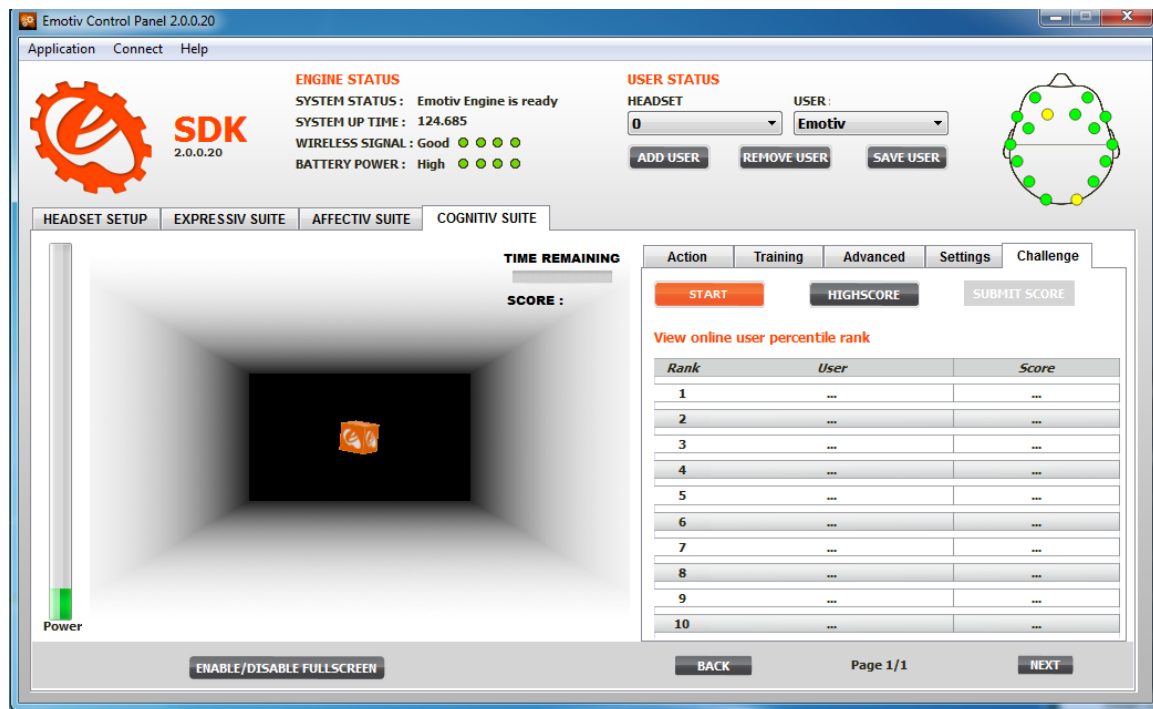 Emotiv Control Panel 2.0.0.20
Application Connect Help
SDK
2.0.0.20
ENGINE STATUS
SYSTEM STATUS : Emotiv Engine is ready
SYSTEM UP TIME : 124.685
WIRELESS SIGNAL : Good
BATTERY POWER : High
USER STATUS
HEADSET USER :
0 Emotiv
ADD USER REMOVE USER SAVE USER
HEADSET SETUP EXPRESSIV SUITE AFFECTIV SUITE COGNITIV SUITE
TIME REMAINING
SCORE :
Power
ENABLE/DISABLE FULLSCREEN
Action Training Advanced Settings Challenge
START HIGHSCORE SUBMIT SCORE
View online user percentile rank
Rank User Score
1 ... ...
2 ... ...
3 ... ...
4 ... ...
5 ... ...
6 ... ...
7 ... ...
8 ... ...
9 ... ...
10 ... ...
BACK Page 1/1 NEXT